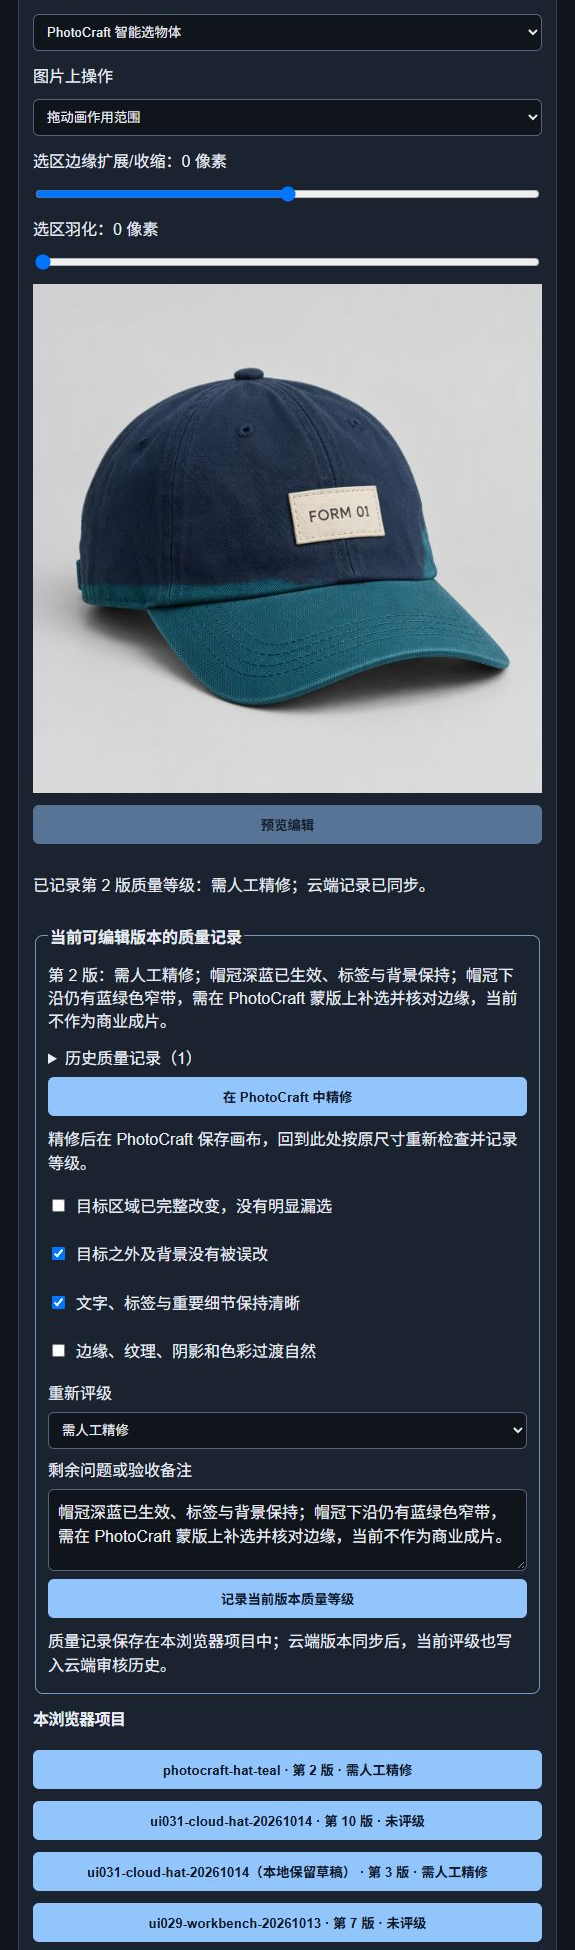 PhotoCraft 智能选物体
图片上操作
拖动画作用范围
选区边缘扩展/收缩：0 像素
选区羽化：0 像素
FORM 01
预览编辑
已记录第 2 版质量等级：需人工精修；云端记录已同步。
当前可编辑版本的质量记录
第 2 版：需人工精修；帽冠深蓝已生效、标签与背景保持；帽冠下
沿仍有蓝绿色窄带，需在 PhotoCraft 蒙版上补选并核对边缘，当前
不作为商业成片。
历史质量记录（1）
在 PhotoCraft 中精修
精修后在 PhotoCraft 保存画布，回到此处按原尺寸重新检查并记录
等级。
目标区域已完整改变，没有明显漏选
目标之外及背景没有被误改
文字、标签与重要细节保持清晰
边缘、纹理、阴影和色彩过渡自然
重新评级
需人工精修
剩余问题或验收备注
帽冠深蓝已生效、标签与背景保持；帽冠下沿仍有蓝绿色窄带，
需在 PhotoCraft 蒙版上补选并核对边缘，当前不作为商业成片。
记录当前版本质量等级
质量记录保存在本浏览器项目中；云端版本同步后，当前评级也写
入云端审核历史。
本浏览器项目
photocraft-hat-teal · 第 2 版 · 需人工精修
ui031-cloud-hat-20261014 · 第 10 版 · 未评级
ui031-cloud-hat-20261014（本地保留草稿） · 第 3 版 · 需人工精修
ui029-workbench-20261013 · 第 7 版 · 未评级